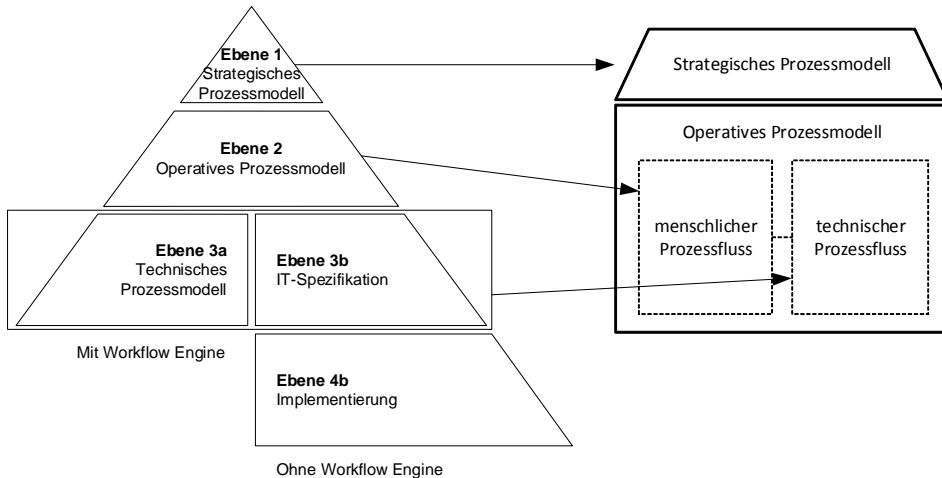 Ebene 1
Strategisches
Prozessmodell
Ebene 2
Operatives Prozessmodell
Ebene 3a
Technisches
Prozessmodell
Ebene 3b
IT-Spezifikation
Mit Workflow Engine
Ebene 4b
Implementierung
Ohne Workflow Engine
Strategisches Prozessmodell
Operatives Prozessmodell
menschlicher
Prozessfluss
technischer
Prozessfluss